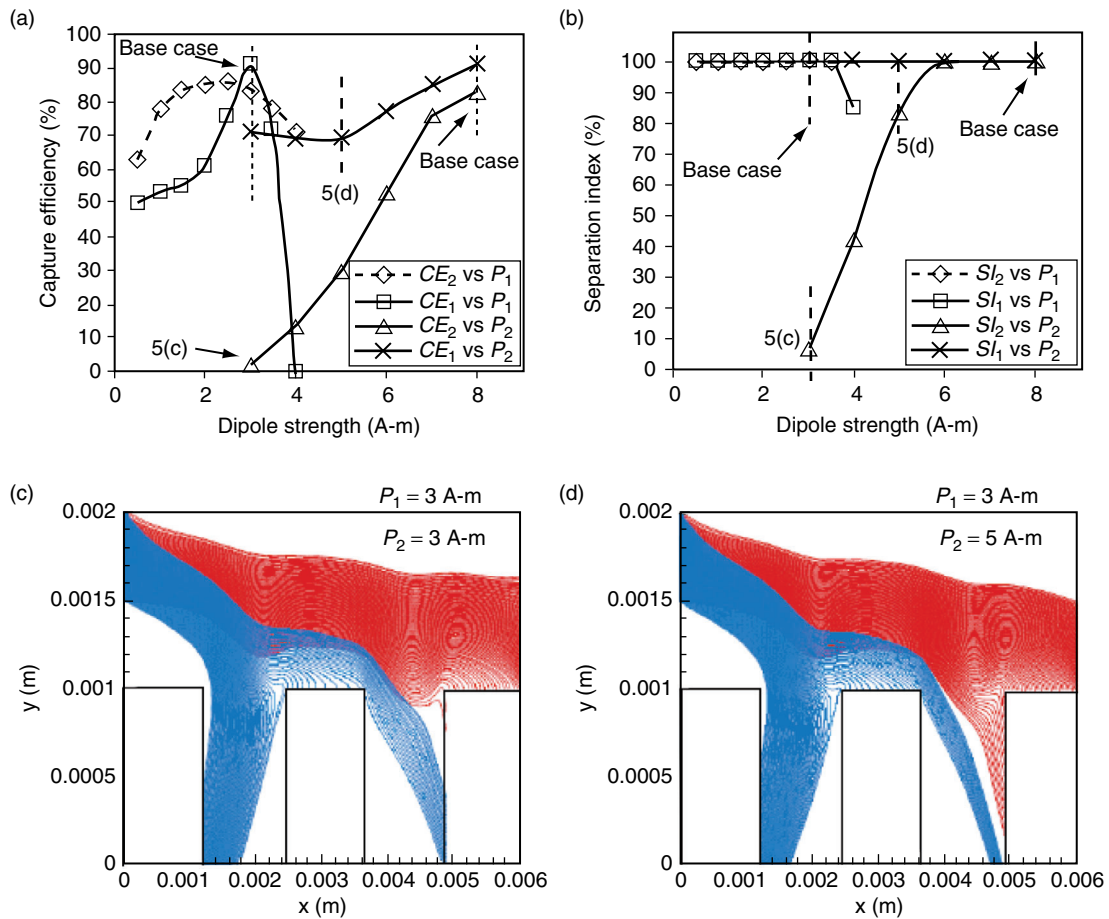 (a)
Capture efficiency (%)
100
90
80
70
60
50
40
30
20
10
0
0 2 4 6 8
Dipole strength (A-m)
Base case
5(d)
Base case
5(c)
CE2 vs P1
CE1 vs P1
CE2 vs P2
CE1 vs P2
(b)
Separation index (%)
100
90
80
70
60
50
40
30
20
10
0
0 2 4 6 8
Dipole strength (A-m)
Base case
5(d)
Base case
5(c)
SI2 vs P1
SI1 vs P1
SI2 vs P2
SI1 vs P2
(c)
P1 = 3 A-m
P2 = 3 A-m
y (m)
0.002
0.0015
0.001
0.0005
0
0 0.001 0.002 0.003 0.004 0.005 0.006
x (m)
(d)
P1 = 3 A-m
P2 = 5 A-m
y (m)
0.002
0.0015
0.001
0.0005
0
0 0.001 0.002 0.003 0.004 0.005 0.006
x (m)